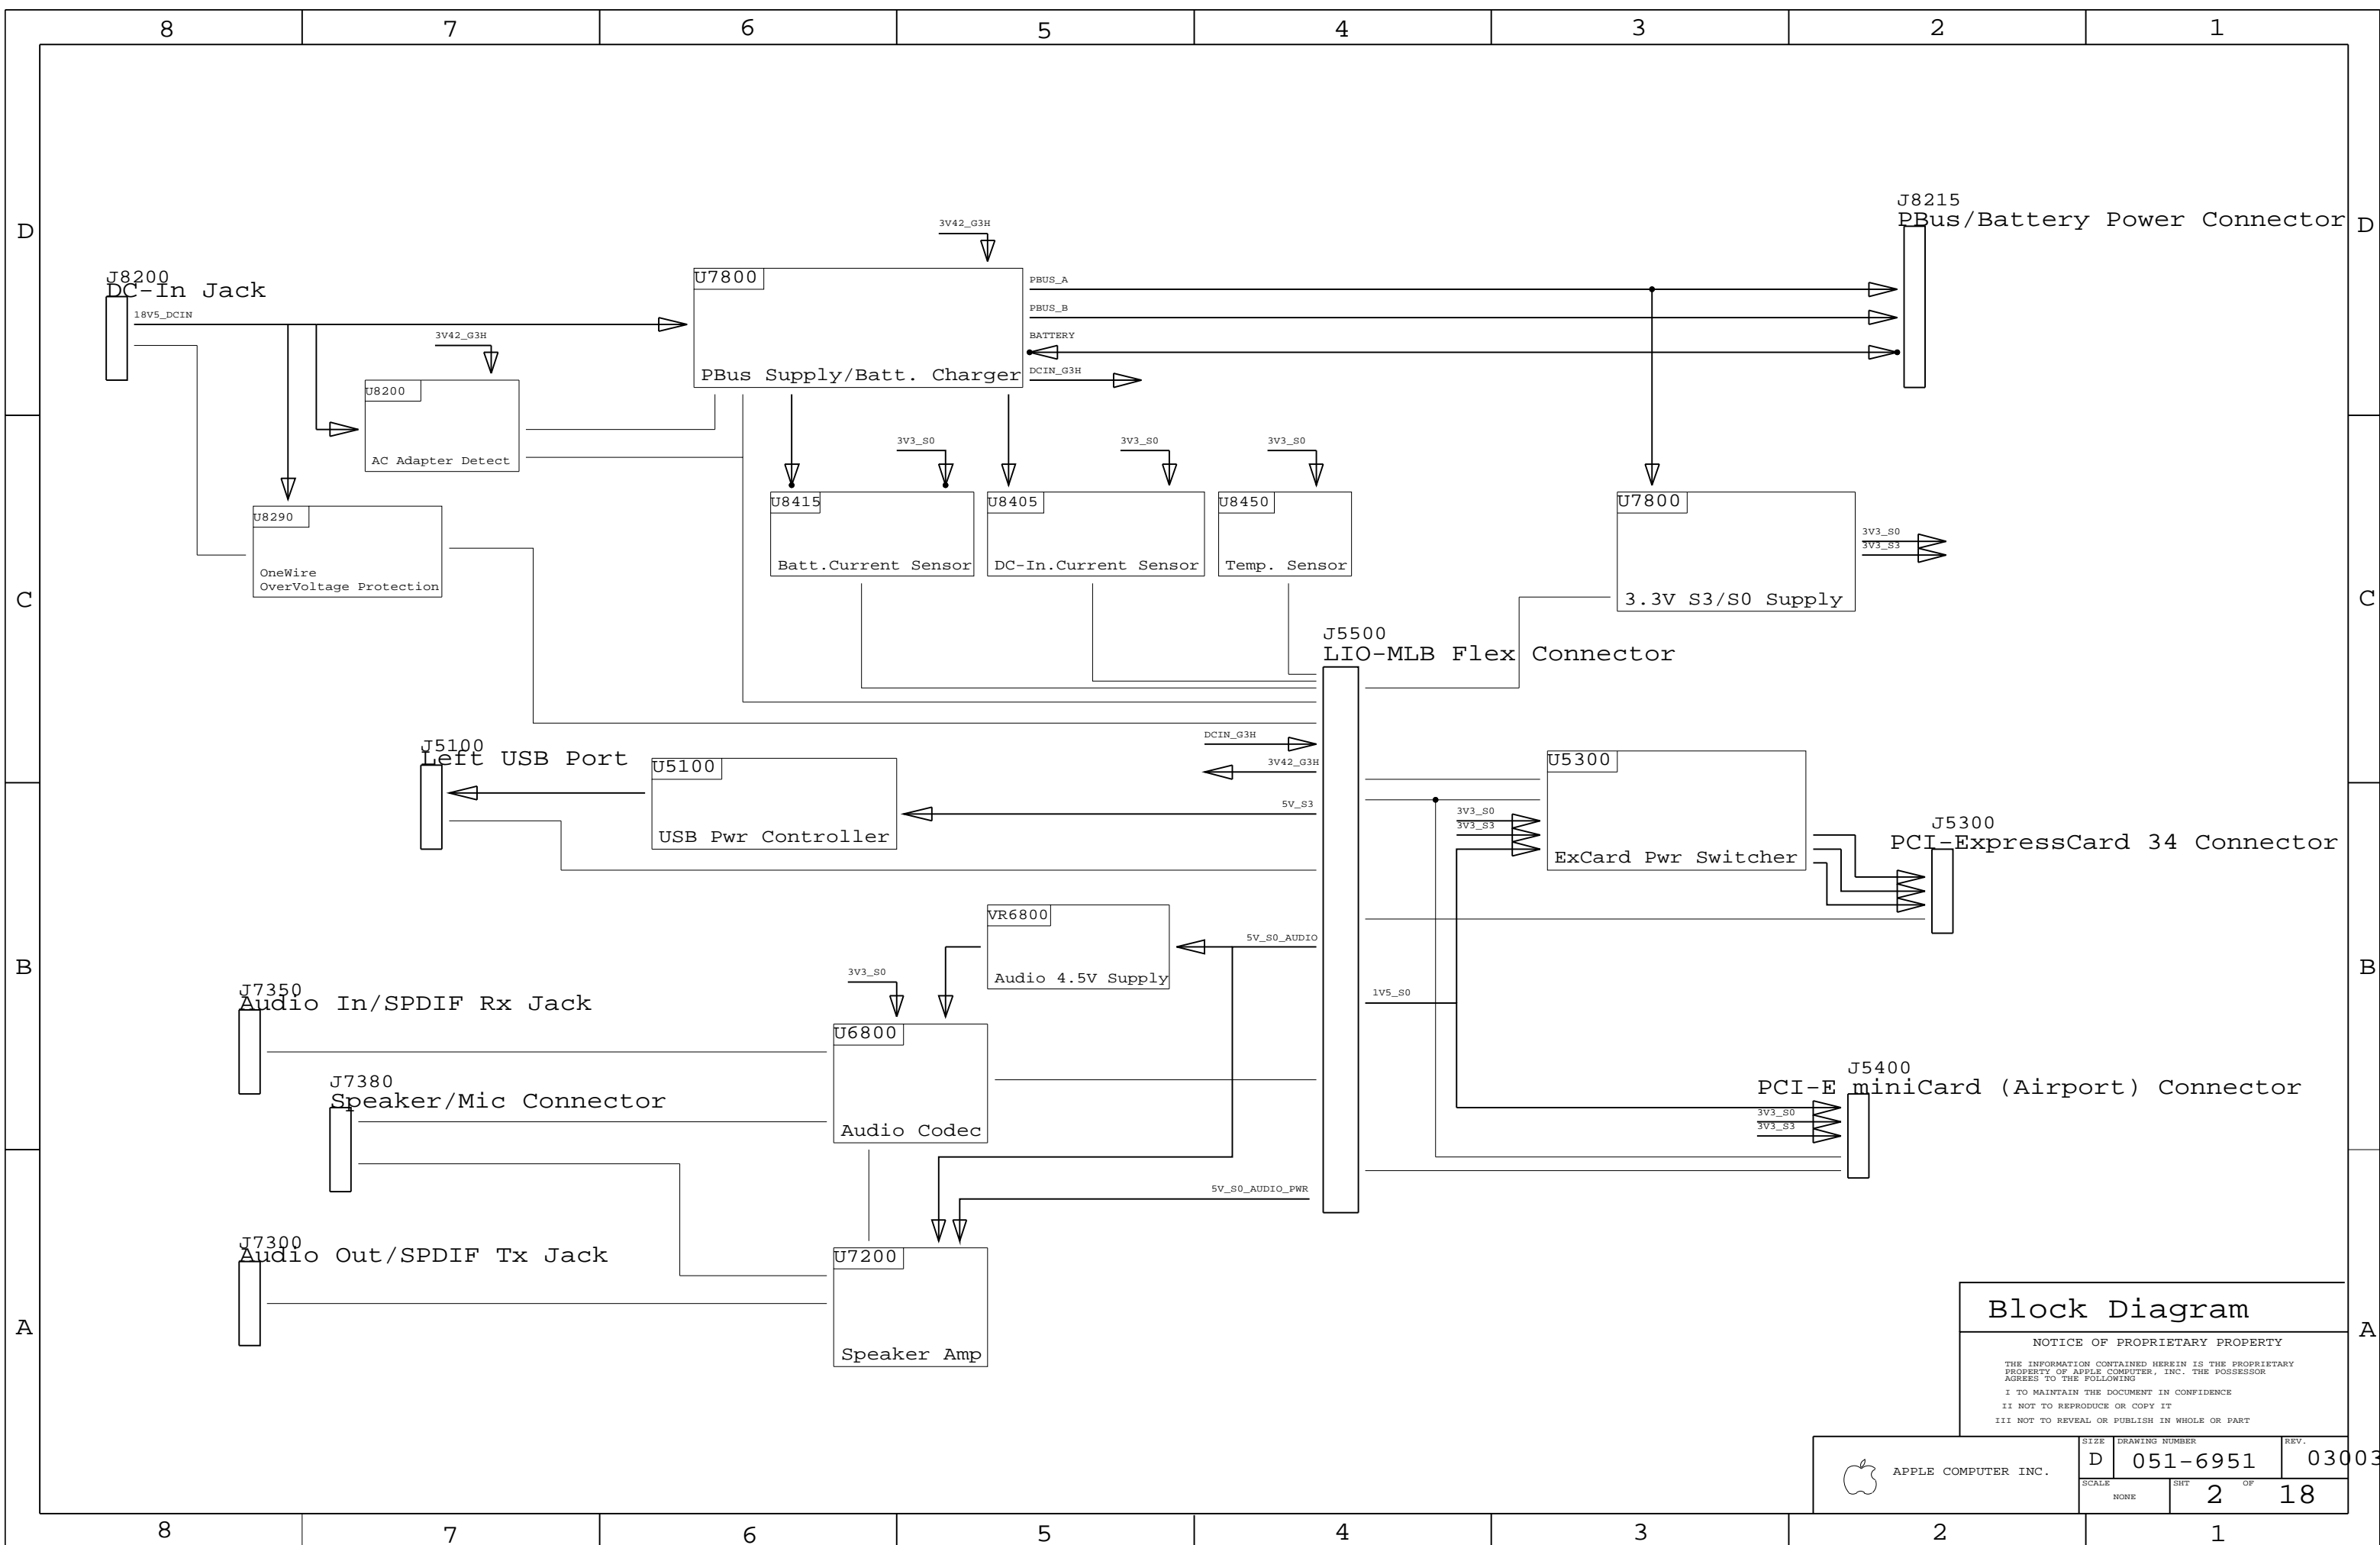 8 7 6 5 4 3 2 1
D
D
J8215
PBus/Battery Power Connector
3V42_G3H
J8200
DC-In Jack
18V5_DCIN
U7800
PBus Supply/Batt. Charger
PBUS_A
PBUS_B
BATTERY
DCIN_G3H
3V42_G3H
U8200
AC Adapter Detect
3V3_S0
3V3_S0
3V3_S0
U8290
OneWire
OverVoltage Protection
U8415
Batt.Current Sensor
U8405
DC-In.Current Sensor
U8450
Temp. Sensor
U7800
3.3V S3/S0 Supply
3V3_S0
3V3_S3
C
C
J5500
LIO-MLB Flex Connector
DCIN_G3H
3V42_G3H
5V_S3
J5100
Left USB Port
U5100
USB Pwr Controller
U5300
ExCard Pwr Switcher
3V3_S0
3V3_S3
J5300
PCI-ExpressCard 34 Connector
VR6800
Audio 4.5V Supply
5V_S0_AUDIO
1V5_S0
B
B
3V3_S0
J7350
Audio In/SPDIF Rx Jack
U6800
Audio Codec
J7380
Speaker/Mic Connector
J5400
PCI-E miniCard (Airport) Connector
3V3_S0
3V3_S3
5V_S0_AUDIO_PWR
J7300
Audio Out/SPDIF Tx Jack
U7200
Speaker Amp
A
A
Block Diagram
NOTICE OF PROPRIETARY PROPERTY
THE INFORMATION CONTAINED HEREIN IS THE PROPRIETARY
PROPERTY OF APPLE COMPUTER, INC. THE POSSESSOR
AGREES TO THE FOLLOWING
I TO MAINTAIN THE DOCUMENT IN CONFIDENCE
II NOT TO REPRODUCE OR COPY IT
III NOT TO REVEAL OR PUBLISH IN WHOLE OR PART
APPLE COMPUTER INC.
SIZE
D
DRAWING NUMBER
051-6951
REV.
03003
SCALE
NONE
SHT
2
OF
18
8 7 6 5 4 3 2 1